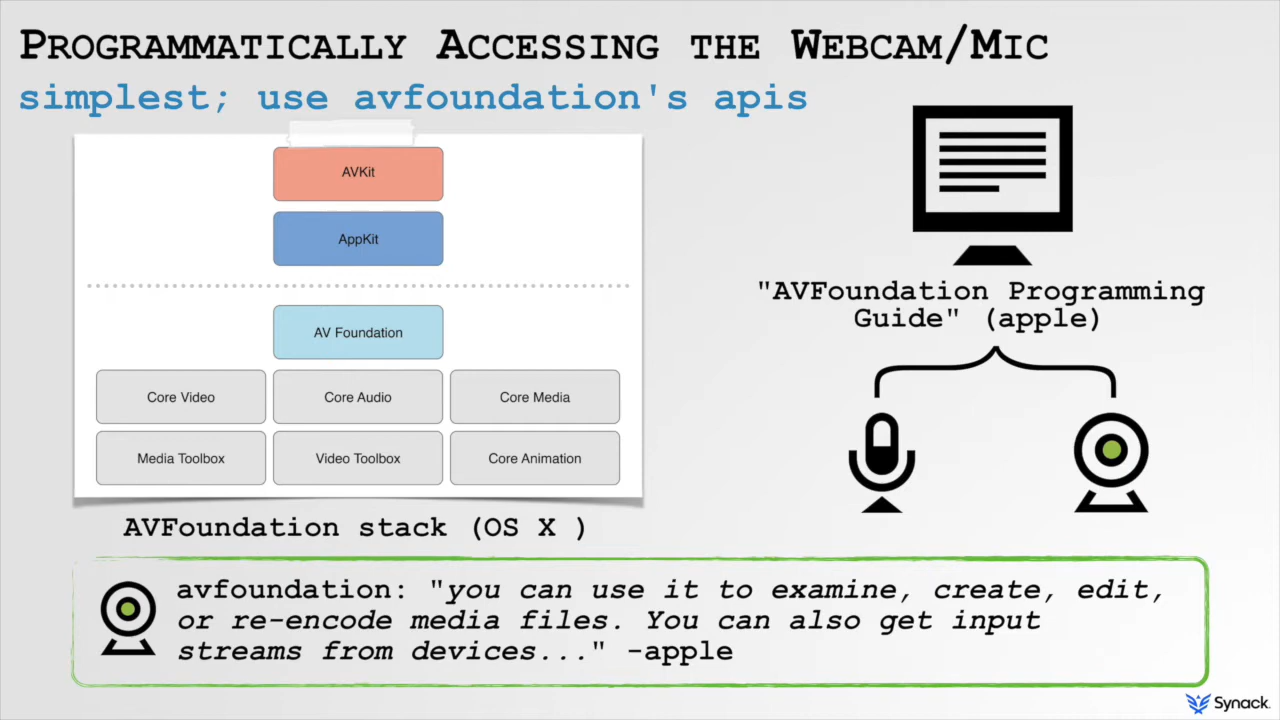 Programmatically Accessing the Webcam/Mic
simplest; use avfoundation's apis
AVKit
AppKit
AV Foundation
Core Video
Core Audio
Core Media
Media Toolbox
Video Toolbox
Core Animation
AVFoundation stack (OS X )
"AVFoundation Programming
Guide" (apple)
avfoundation: "you can use it to examine, create, edit,
or re-encode media files. You can also get input
streams from devices..." -apple
Synack.